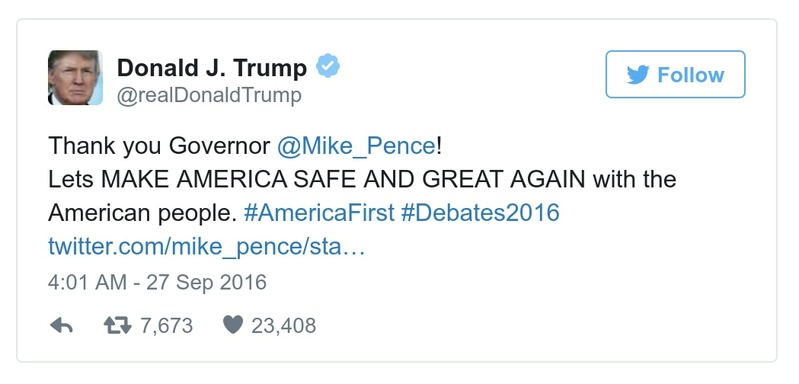 Donald J. Trump
@realDonaldTrump
Follow
Thank you Governor @Mike_Pence!
Lets MAKE AMERICA SAFE AND GREAT AGAIN with the
American people. #AmericaFirst #Debates2016
twitter.com/mike_pence/sta…
4:01 AM - 27 Sep 2016
7,673 23,408